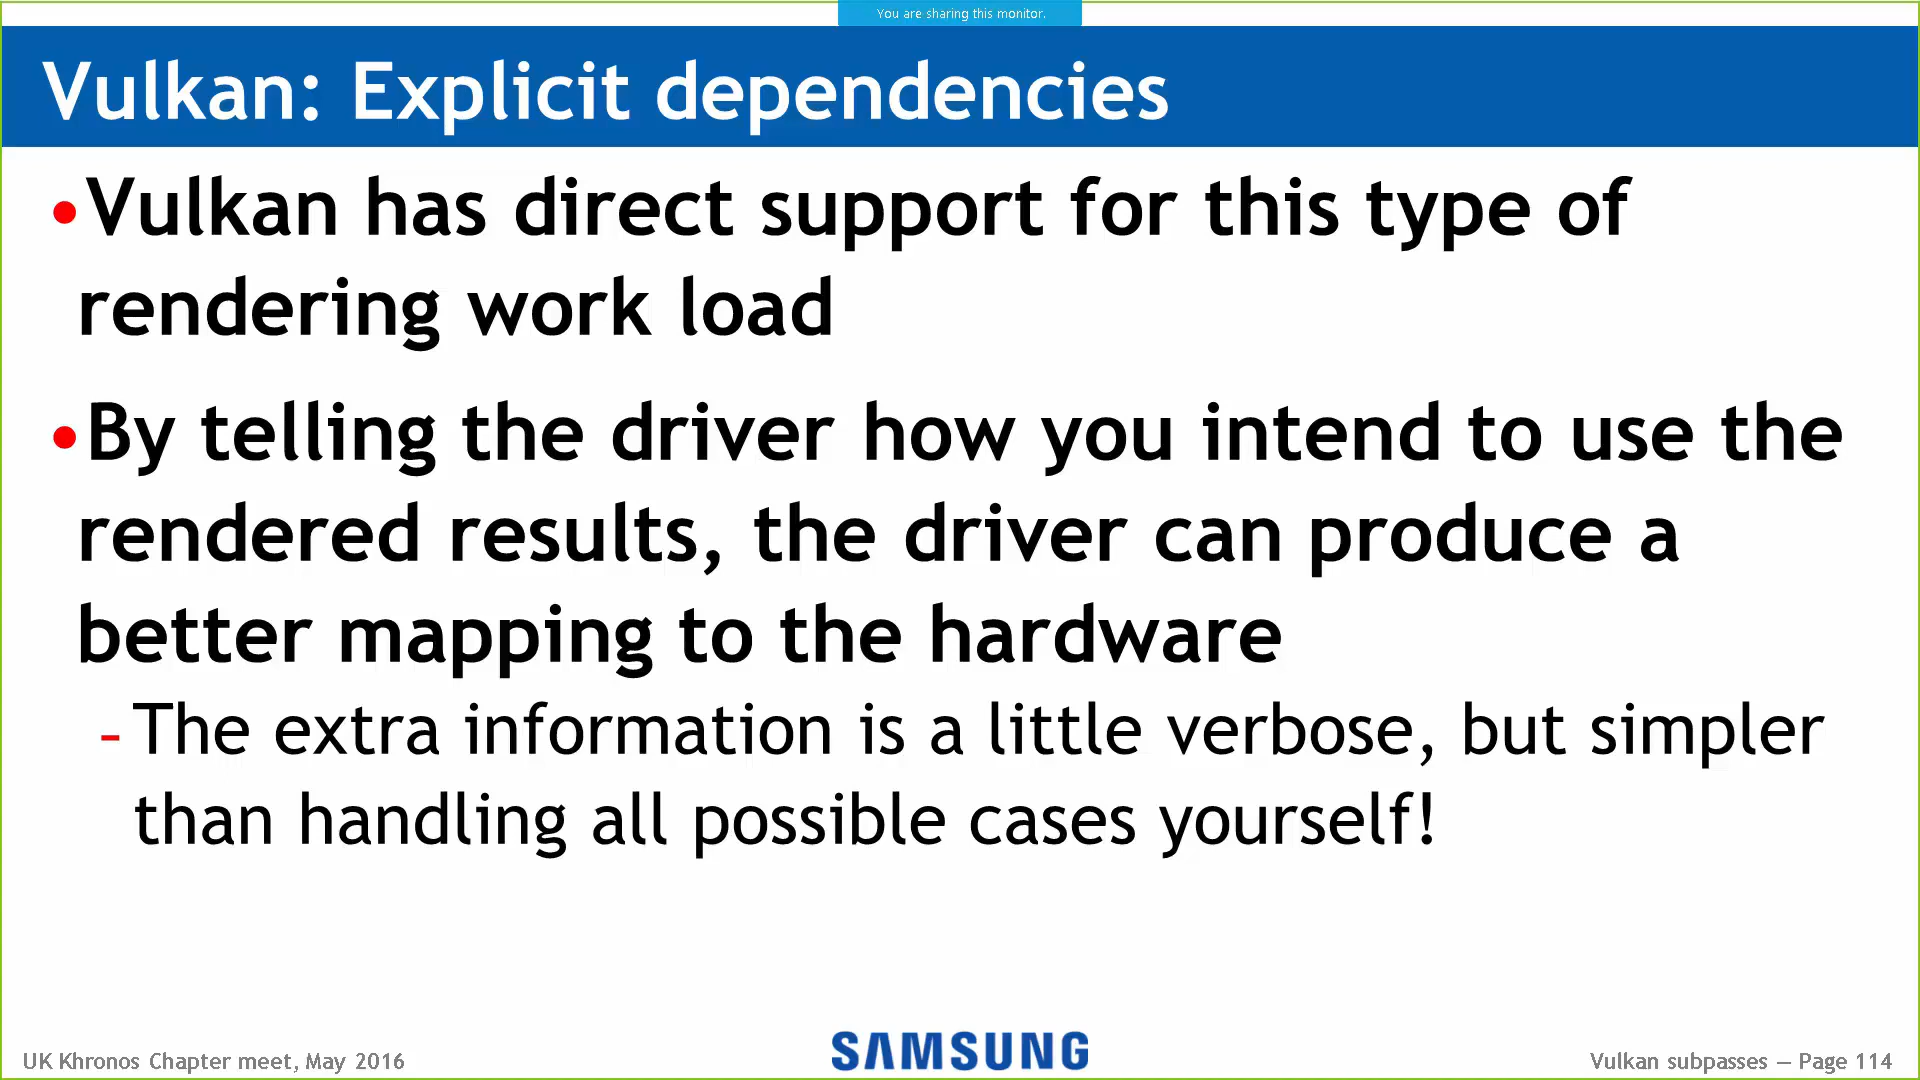 You are sharing this monitor.
Vulkan: Explicit dependencies
•Vulkan has direct support for this type of
rendering work load
•By telling the driver how you intend to use the
rendered results, the driver can produce a
better mapping to the hardware
-The extra information is a little verbose, but simpler
than handling all possible cases yourself!
UK Khronos Chapter meet, May 2016
SAMSUNG
Vulkan subpasses – Page 114